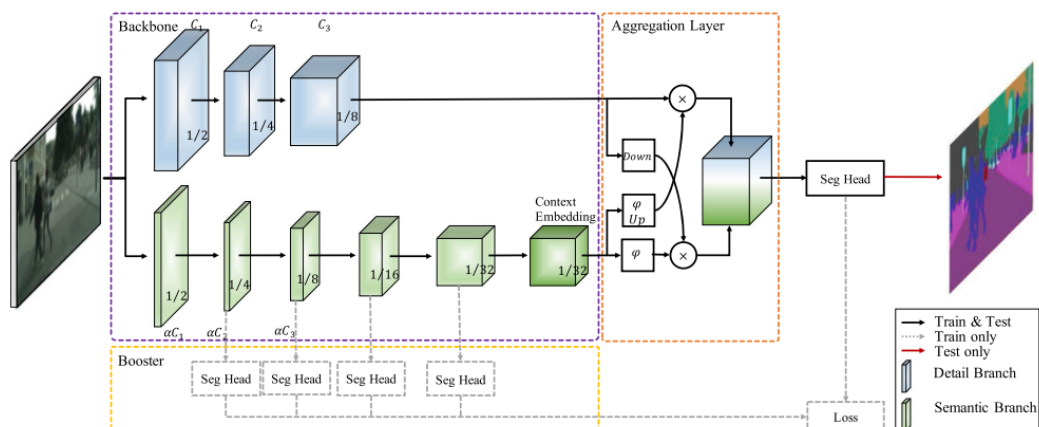 Backbone
C₁
C₂
C₃
Aggregation Layer
1/2
1/4
1/8
Down
φ
Up
φ
×
×
Seg Head
Context
Embedding
1/2
1/4
1/8
1/16
1/32
1/32
αC₁
αC₂
αC₃
Booster
Seg Head
Seg Head
Seg Head
Seg Head
Loss
Train & Test
Train only
Test only
Detail Branch
Semantic Branch